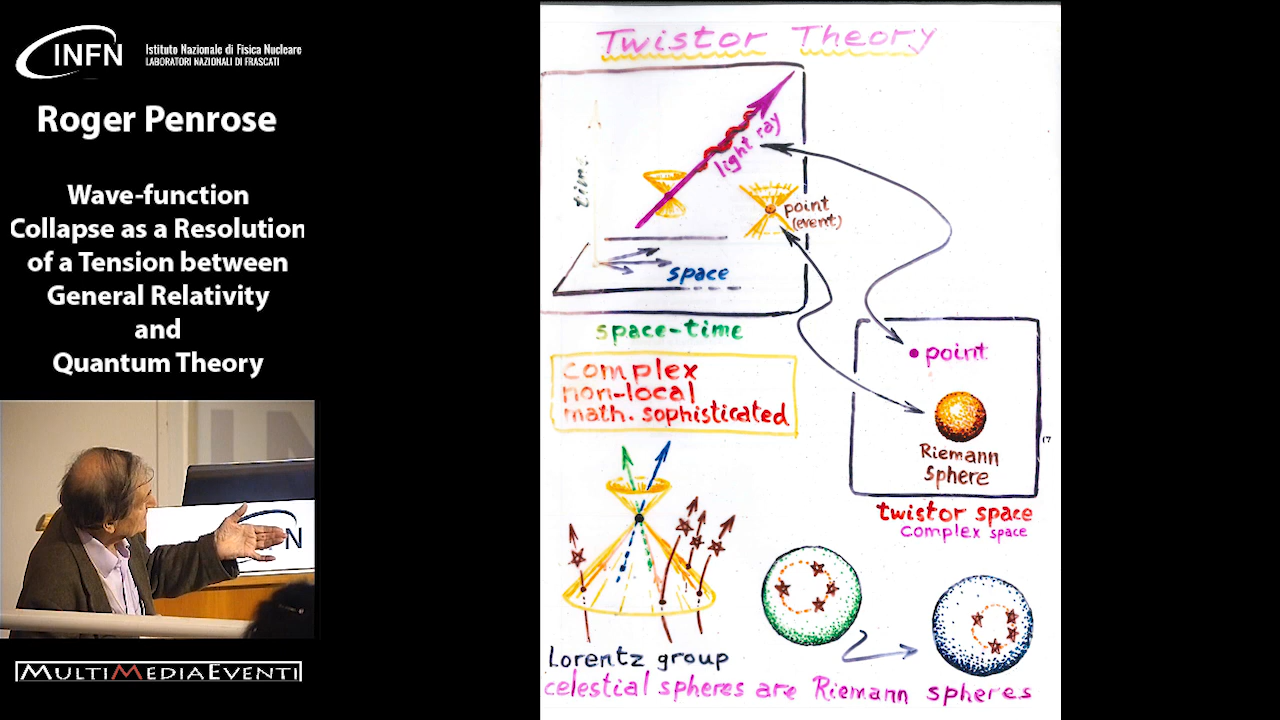 INFN
Istituto Nazionale di Fisica Nucleare
LABORATORI NAZIONALI DI FRASCATI
Roger Penrose
Wave-function
Collapse as a Resolution
of a Tension between
General Relativity
and
Quantum Theory
N
MULTIMEDIAEVENTI
Twistor Theory
time
light ray
point
(event)
space
space-time
complex
non-local
math. sophisticated
point
Riemann
sphere
17
twistor space
complex space
Lorentz group
celestial spheres are Riemann spheres